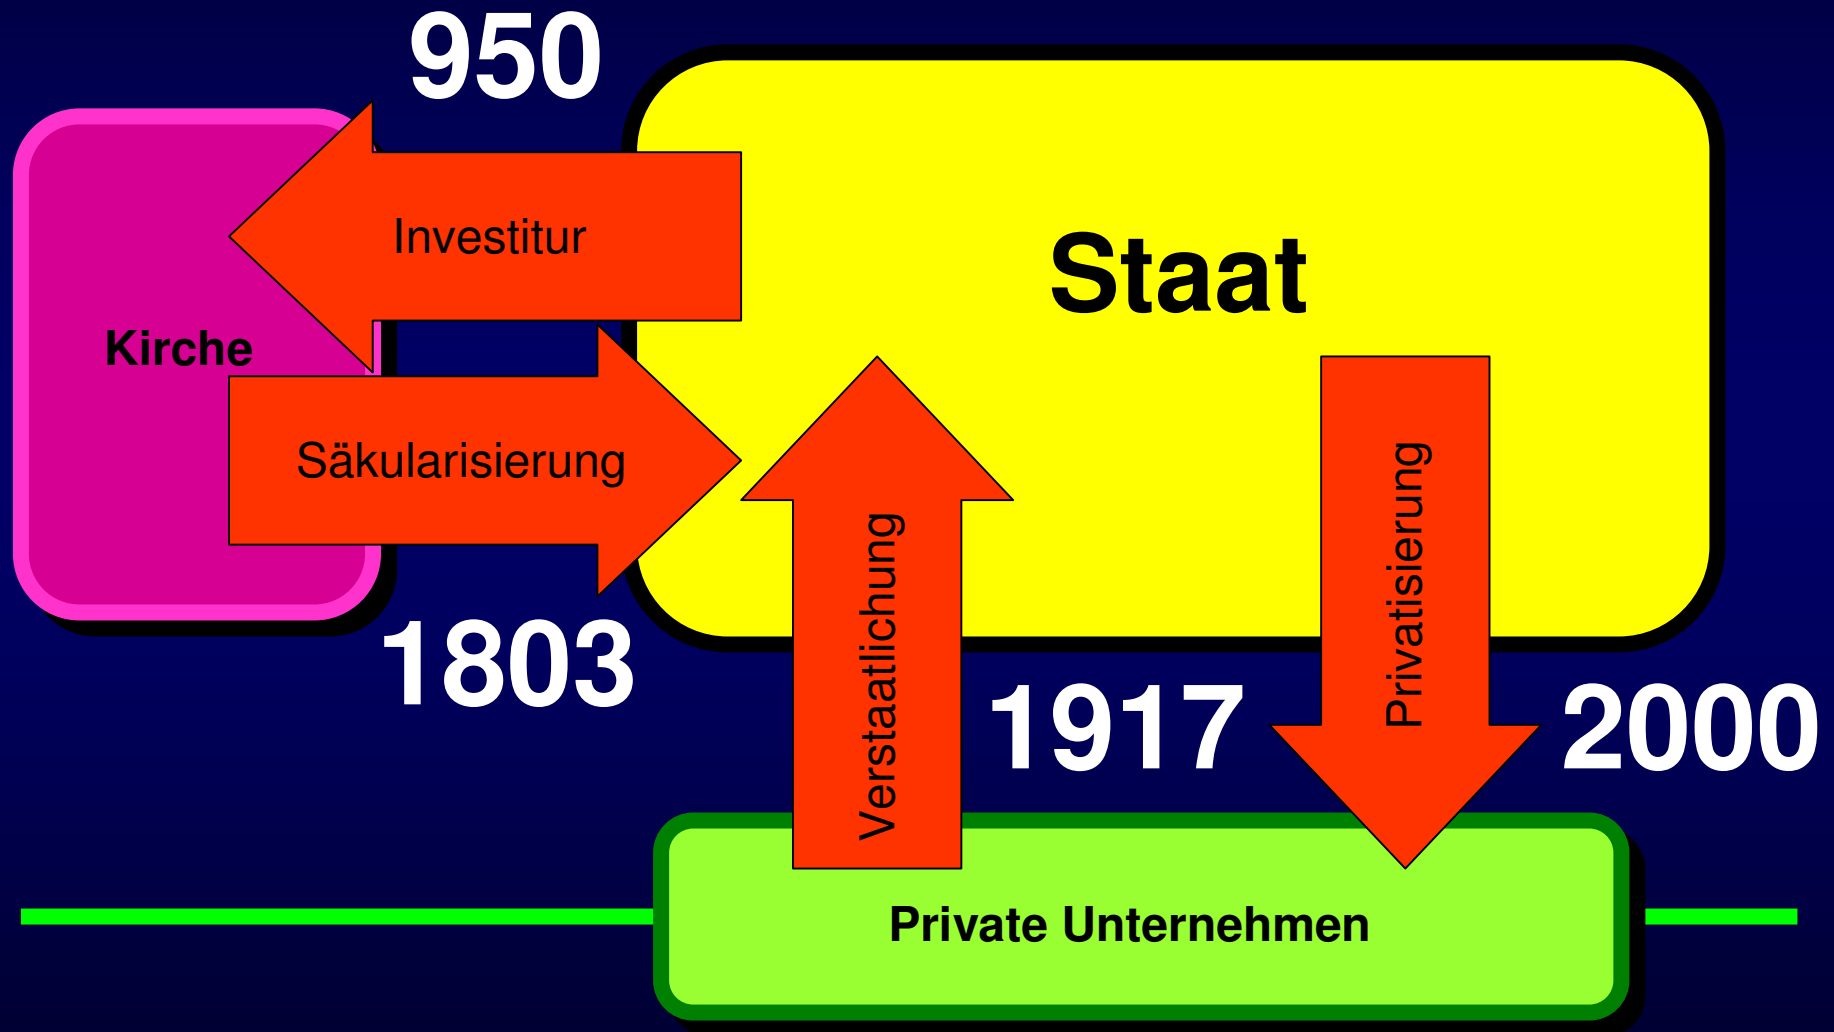 950
Investitur
Staat
Kirche
Säkularisierung
1803
Verstaatlichung
1917
Privatisierung
2000
Private Unternehmen